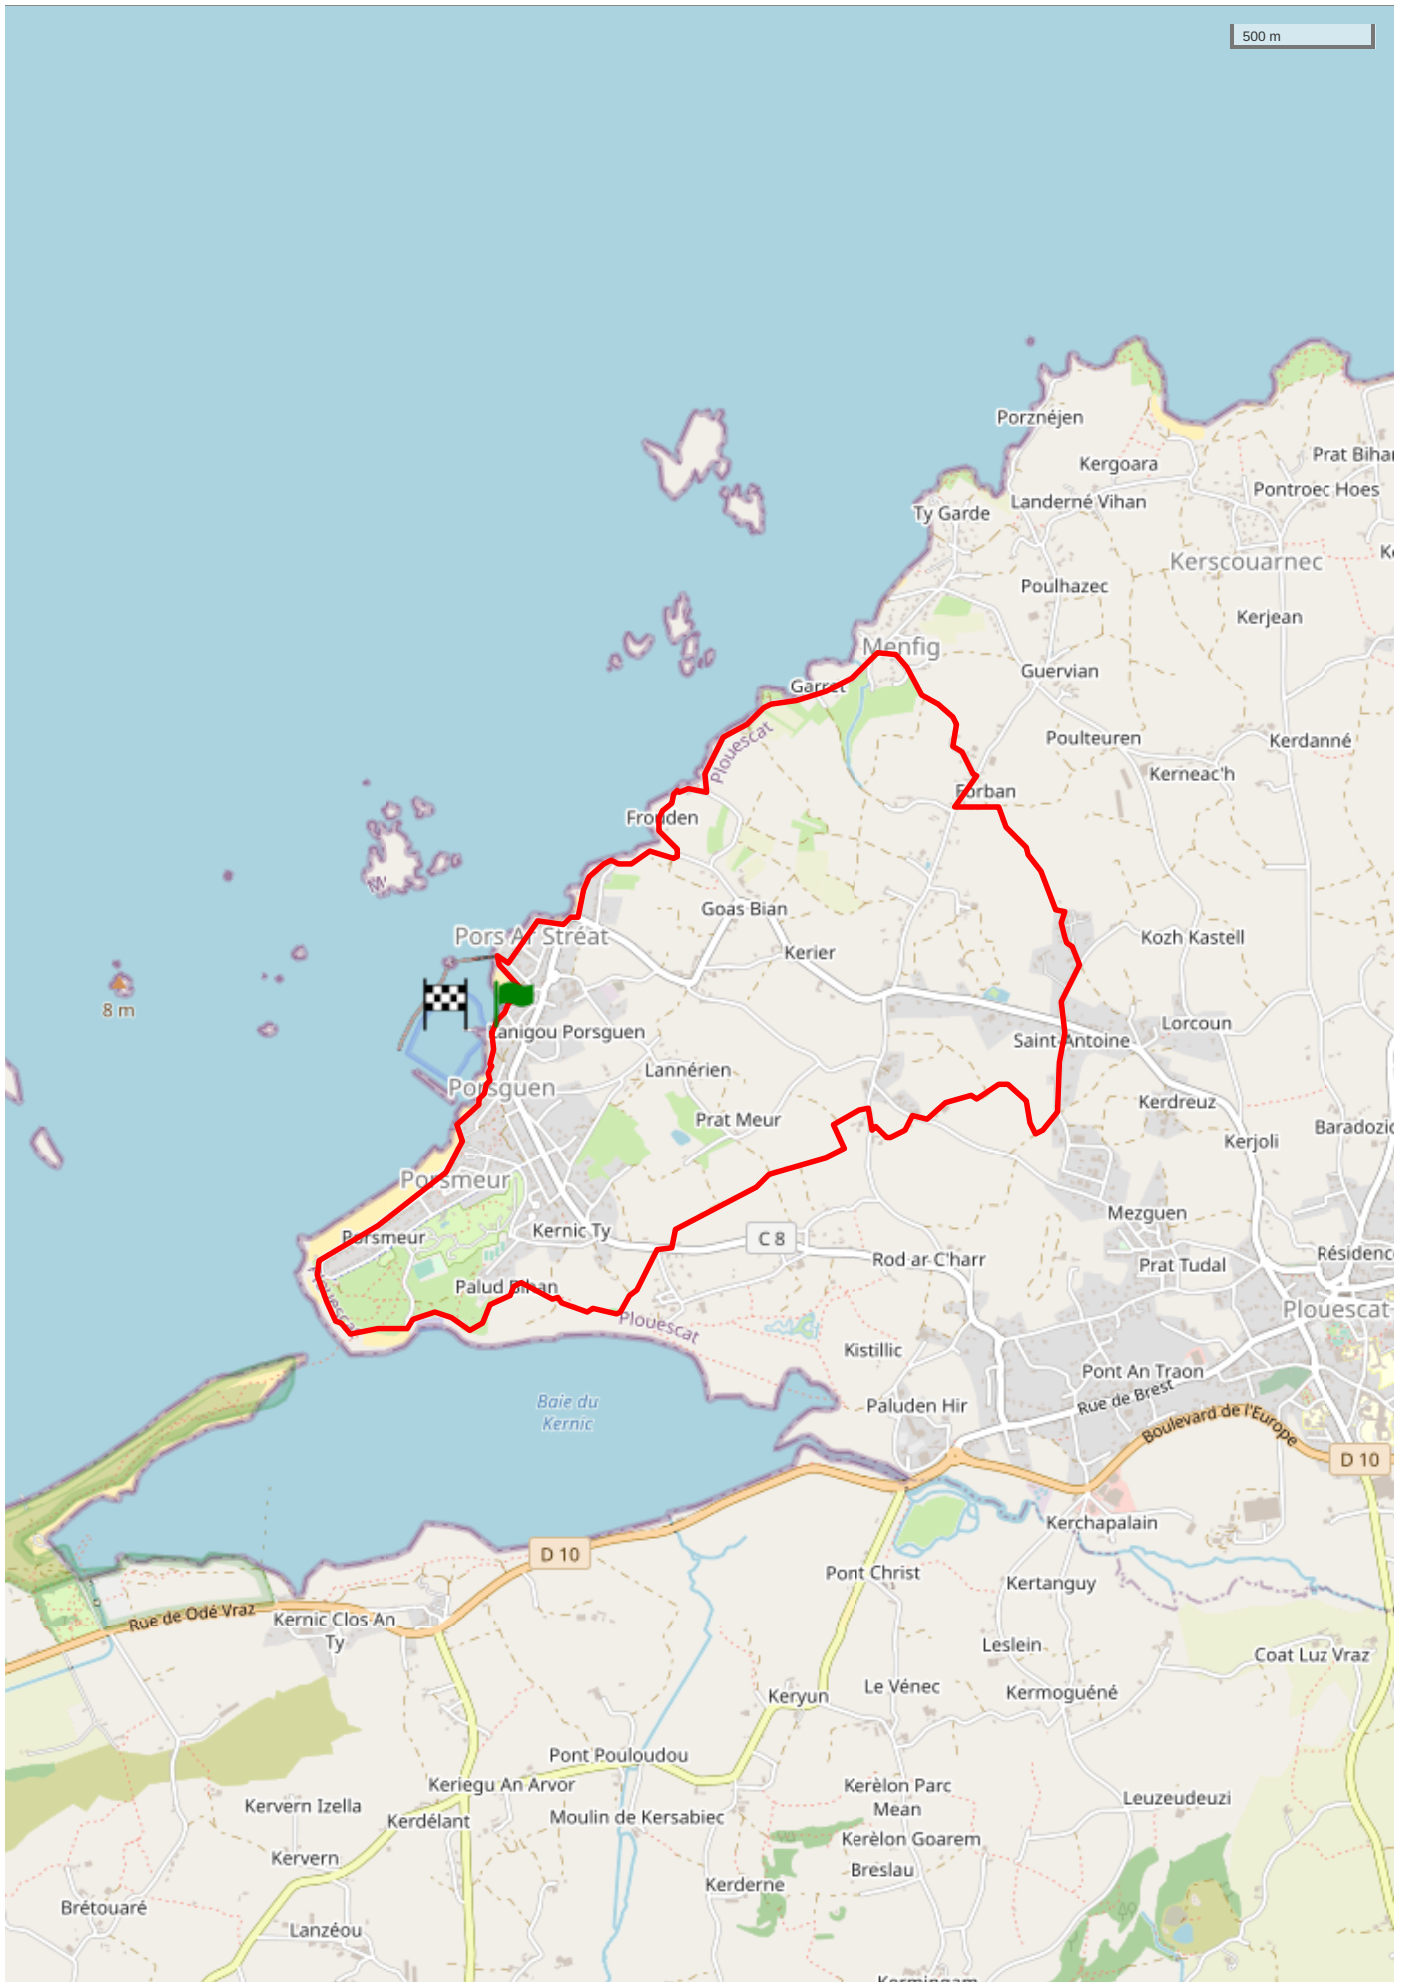 500 m
Porznéjen
Kergoara
Prat Bihan
Pontroec Hoes
Landerné Vihan
Ty Garde
Kerscouarnec
Poulhazec
Kerjean
Menfig
Guervian
Garret
Plouescat
Poulteuren
Kerdanné
Kerneac'h
Forban
Frouden
Goas Bian
Pors Ar Stréat
Kozh Kastell
Kerier
8 m
Lanigou Porsguen
Lorcoun
Saint-Antoine
Lannérien
Porsguen
Kerdreuz
Prat Meur
Baradozic
Kerjoli
Porsmeur
Mezguen
Kernic Ty
Porsmeur
C 8
Résidence
Rod ar C'harr
Prat Tudal
Palud Bihan
Plouescat
Plouescat
Plouescat
Kistillic
Pont An Traon
Rue de Brest
Baie du
Kernic
Paluden Hir
Boulevard de l'Europe
D 10
Kerchapalain
D 10
Pont Christ
Kertanguy
Rue de Odé Vraz
Kernic Clos An
Ty
Leslein
Coat Luz Vraz
Le Vénec
Kermoguéné
Keryun
Pont Pouloudou
Keriegu An Arvor
Kerèlon Parc
Mean
Leuzeudeuzi
Kervern Izella
Kerdélant
Moulin de Kersabiec
Kerèlon Goarem
Kervern
Breslau
Kerderne
Brétouaré
Lanzéou